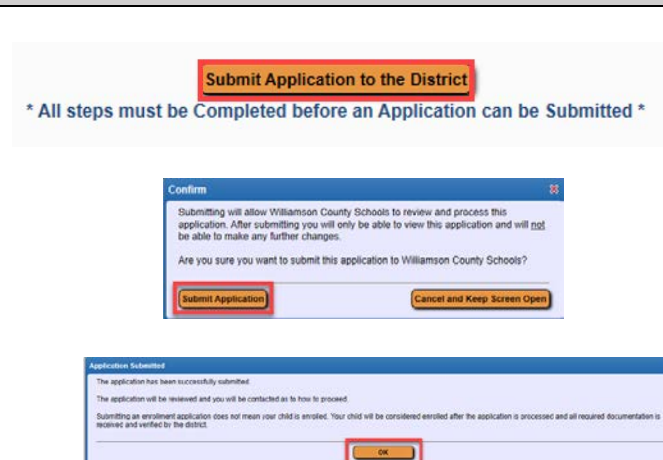 Submit Application to the District
* All steps must be Completed before an Application can be Submitted *
Confirm
Submitting will allow Williamson County Schools to review and process this
application. After submitting you will only be able to view this application and will not
be able to make any further changes.
Are you sure you want to submit this application to Williamson County Schools?
Submit Application
Cancel and Keep Screen Open
Application Submitted
The application has been successfully submitted.
The application will be reviewed and you will be contacted as to how to proceed.
Submitting an enrollment application does not mean your child is enrolled. Your child will be considered enrolled after the application is processed and all required documentation is
received and verified by the district.
OK